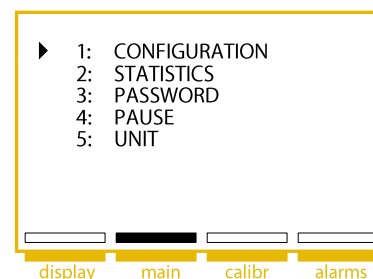 1: CONFIGURATION
2: STATISTICS
3: PASSWORD
4: PAUSE
5: UNIT
display main calibr alarms